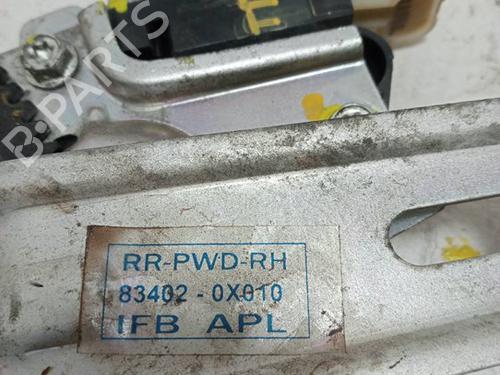 E
B-PARTS
RR-PWD-RH
83402 - 0X010
IFB APL